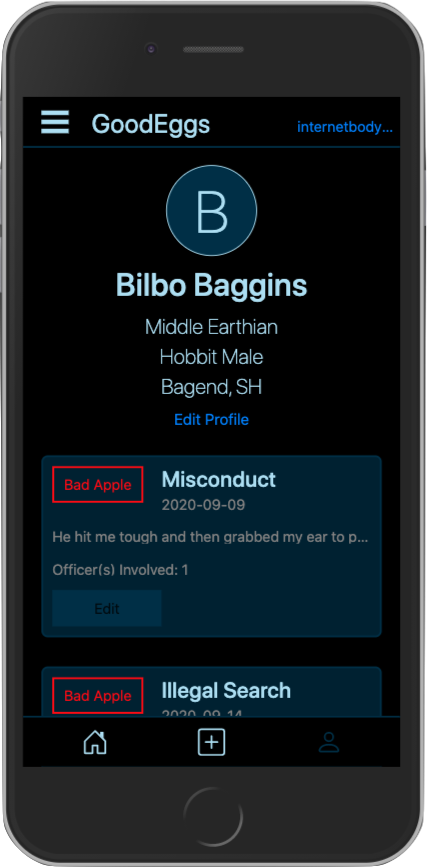 GoodEggs
internetbody...
B
Bilbo Baggins
Middle Earthian
Hobbit Male
Bagend, SH
Edit Profile
Bad Apple
Misconduct
2020-09-09
He hit me tough and then grabbed my ear to p...
Officer(s) Involved: 1
Edit
Bad Apple
Illegal Search
2020-09-14